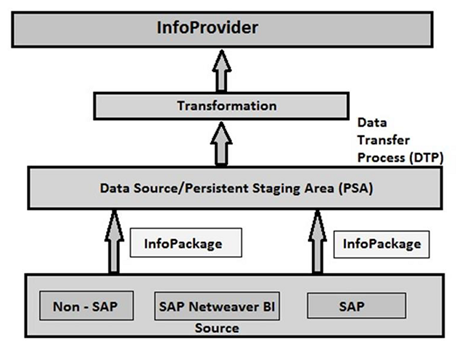 InfoProvider
Transformation
Data
Transfer
Process (DTP)
Data Source/Persistent Staging Area (PSA)
InfoPackage
InfoPackage
Non - SAP
SAP Netweaver BI
SAP
Source